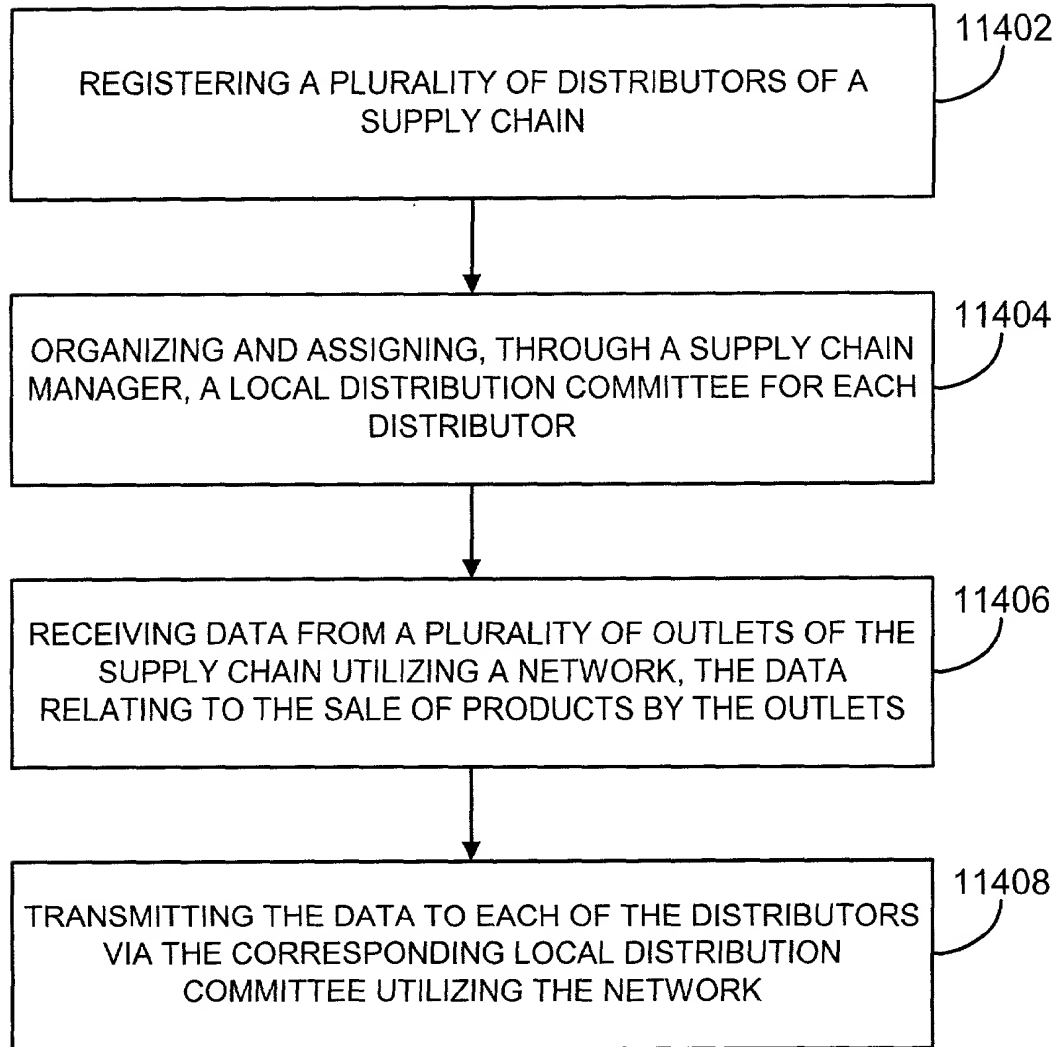 11402
REGISTERING A PLURALITY OF DISTRIBUTORS OF A
SUPPLY CHAIN
11404
ORGANIZING AND ASSIGNING, THROUGH A SUPPLY CHAIN
MANAGER, A LOCAL DISTRIBUTION COMMITTEE FOR EACH
DISTRIBUTOR
11406
RECEIVING DATA FROM A PLURALITY OF OUTLETS OF THE
SUPPLY CHAIN UTILIZING A NETWORK, THE DATA
RELATING TO THE SALE OF PRODUCTS BY THE OUTLETS
11408
TRANSMITTING THE DATA TO EACH OF THE DISTRIBUTORS
VIA THE CORRESPONDING LOCAL DISTRIBUTION
COMMITTEE UTILIZING THE NETWORK